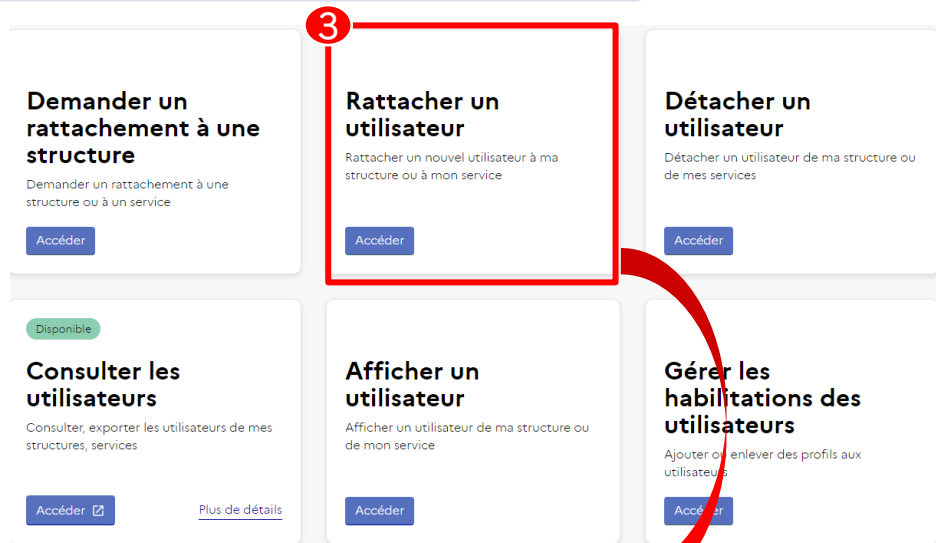 3
Demander un
rattachement à une
structure
Demander un rattachement à une
structure ou à un service
Accéder
Rattacher un
utilisateur
Rattacher un nouvel utilisateur à ma
structure ou à mon service
Accéder
Détacher un
utilisateur
Détacher un utilisateur de ma structure ou
de mes services
Accéder
Disponible
Consulter les
utilisateurs
Consulter, exporter les utilisateurs de mes
structures, services
Accéder
Plus de détails
Afficher un
utilisateur
Afficher un utilisateur de ma structure ou
de mon service
Accéder
Gérer les
habilitations des
utilisateurs
Ajouter ou enlever des profils aux
utilisateurs
Accéder